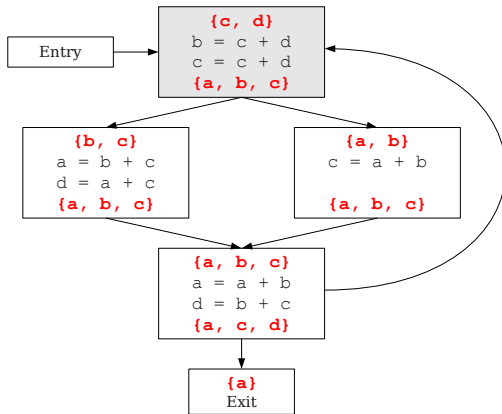 {c, d}
Entry
b = c + d
c = c + d
{a, b, c}
{b, c}
a = b + c
d = a + c
{a, b, c}
{a, b}
c = a + b
{a, b, c}
{a, b, c}
a = a + b
d = b + c
{a, c, d}
{a}
Exit